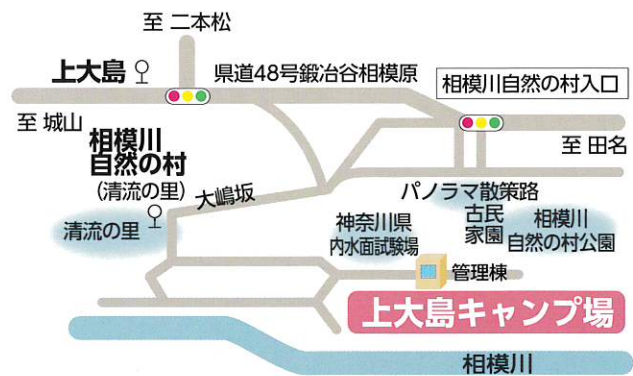 至 二本松
上大島
県道48号鍛冶谷相模原
相模川自然の村入口
至 城山
至 田名
相模川
自然の村
(清流の里)
大嶋坂
パノラマ散策路
清流の里
神奈川県
内水面試験場
古民
家園
相模川
自然の村公園
管理棟
上大島キャンプ場
相模川